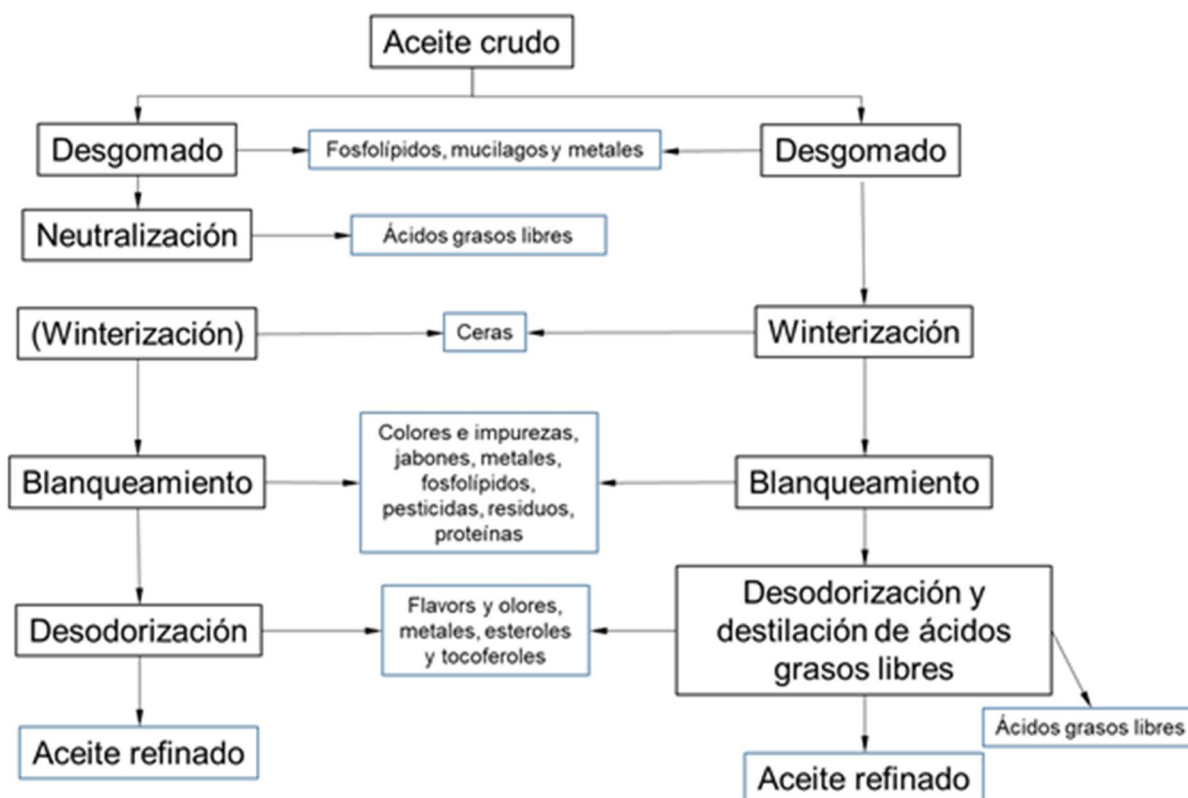 Aceite crudo
Desgomado
Fosfolípidos, mucilagos y metales
Desgomado
Neutralización
Ácidos grasos libres
(Winterización)
Ceras
Winterización
Blanqueamiento
Colores e impurezas,
jabones, metales,
fosfolípidos,
pesticidas, residuos,
proteínas
Blanqueamiento
Desodorización
Flavors y olores,
metales, esteroles
y tocoferoles
Desodorización y
destilación de ácidos
grasos libres
Aceite refinado
Ácidos grasos libres
Aceite refinado